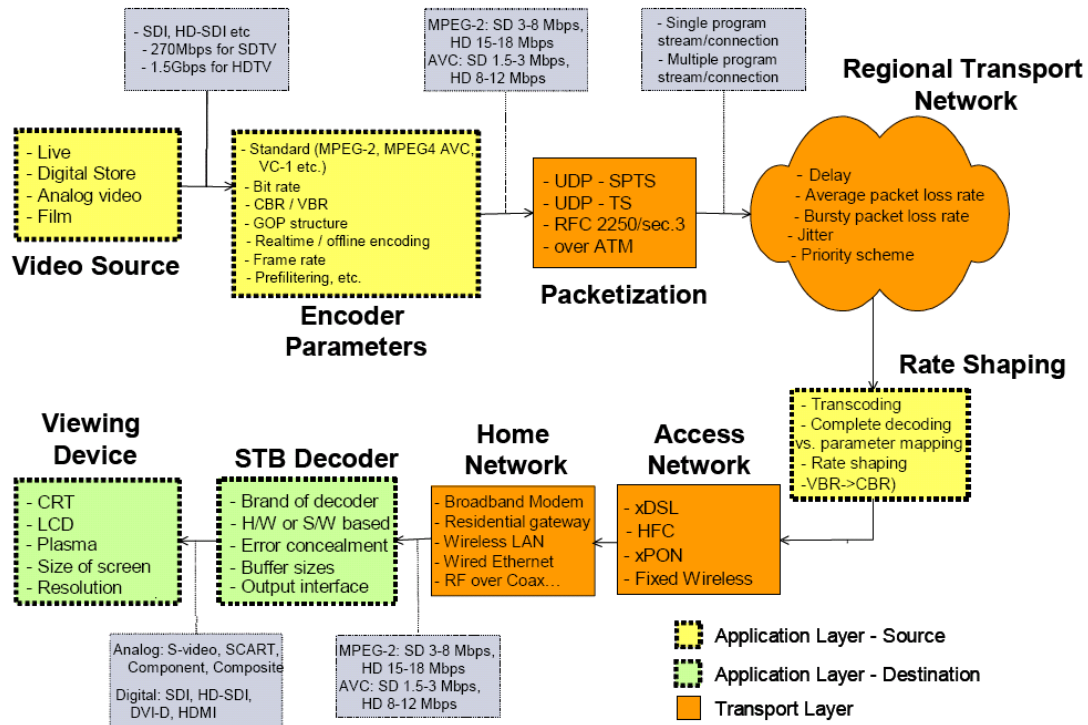 - SDI, HD-SDI etc
- 270Mbps for SDTV
- 1.5Gbps for HDTV
MPEG-2: SD 3-8 Mbps,
HD 15-18 Mbps
AVC: SD 1.5-3 Mbps,
HD 8-12 Mbps
- Single program
stream/connection
- Multiple program
stream/connection
Regional Transport
Network
- Live
- Digital Store
- Analog video
- Film
Video Source
- Standard (MPEG-2, MPEG4 AVC,
VC-1 etc.)
- Bit rate
- CBR / VBR
- GOP structure
- Realtime / offline encoding
- Frame rate
- Prefiltering, etc.
Encoder
Parameters
- UDP - SPTS
- UDP - TS
- RFC 2250/sec.3
- over ATM
Packetization
- Delay
- Average packet loss rate
- Bursty packet loss rate
- Jitter
- Priority scheme
Rate Shaping
- Transcoding
- Complete decoding
vs. parameter mapping
- Rate shaping
-VBR->CBR)
Access
Network
- xDSL
- HFC
- xPON
- Fixed Wireless
Home
Network
- Broadband Modem
- Residential gateway
- Wireless LAN
- Wired Ethernet
- RF over Coax…
STB Decoder
- Brand of decoder
- H/W or S/W based
- Error concealment
- Buffer sizes
- Output interface
Viewing
Device
- CRT
- LCD
- Plasma
- Size of screen
- Resolution
Analog: S-video, SCART,
Component, Composite
Digital: SDI, HD-SDI,
DVI-D, HDMI
MPEG-2: SD 3-8 Mbps,
HD 15-18 Mbps
AVC: SD 1.5-3 Mbps,
HD 8-12 Mbps
Application Layer - Source
Application Layer - Destination
Transport Layer